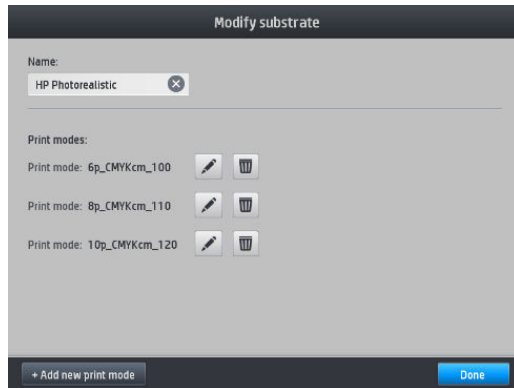 Modify substrate
Name:
HP Photorealistic
Print modes:
Print mode: 6p_CMYKcm_100
Print mode: 8p_CMYKcm_110
Print mode: 10p_CMYKcm_120
+ Add new print mode
Done